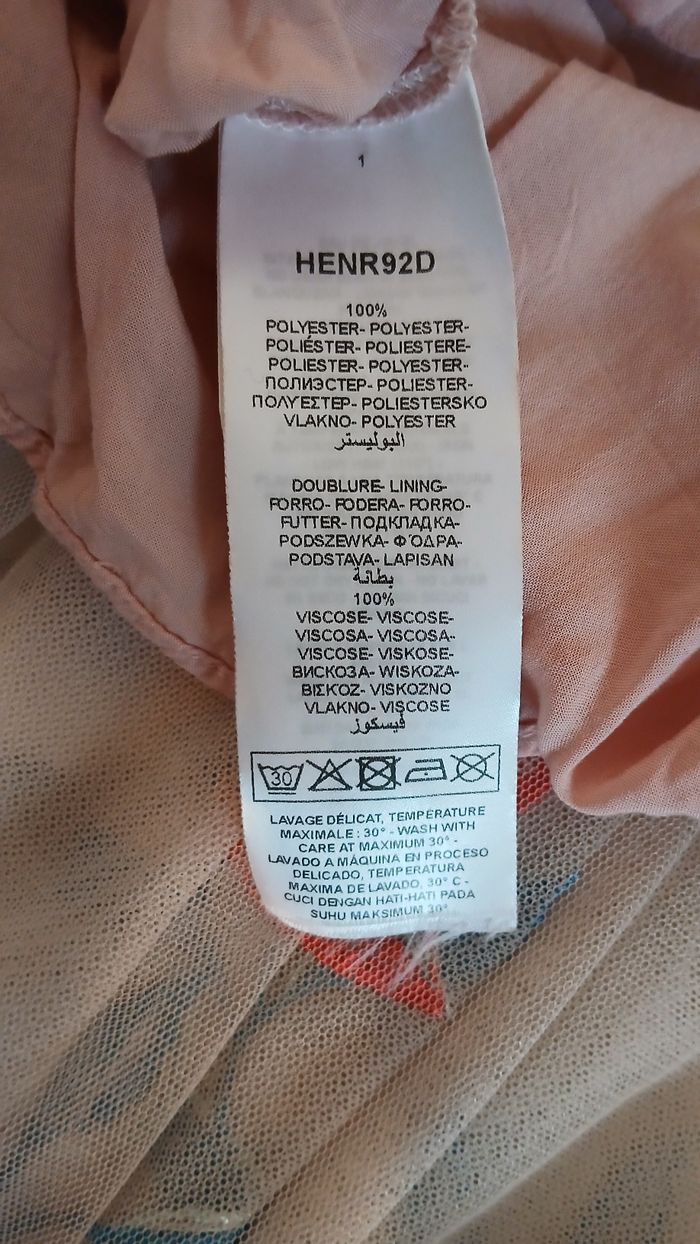 1
HENR92D
100%
POLYESTER- POLYESTER-
POLIÉSTER- POLIESTERE-
POLIESTER- POLYESTER-
ПОЛИЭСТЕР- POLIESTER-
ΠΟΛΥΕΣΤΕΡ- POLIESTERSKO
VLAKNO- POLYESTER
البوليستر
DOUBLURE- LINING-
FORRO- FODERA- FORRO-
FUTTER- ПОДКЛАДКА-
PODSZEWKA- ΦΌΔΡΑ-
PODSTAVA- LAPISAN
بطانة
100%
VISCOSE- VISCOSE-
VISCOSA- VISCOSA-
VISCOSE- VISKOSE-
ВИСКОЗА- WISKOZA-
ΒΙΣΚΟΖ- VISKOZNO
VLAKNO- VISCOSE
فيسكوز
30
LAVAGE DÉLICAT, TEMPÉRATURE
MAXIMALE : 30° - WASH WITH
CARE AT MAXIMUM 30° -
LAVADO A MÁQUINA EN PROCESO
DELICADO, TEMPERATURA
MAXIMA DE LAVADO, 30° C -
CUCI DENGAN HATI-HATI PADA
SUHU MAKSIMUM 30°